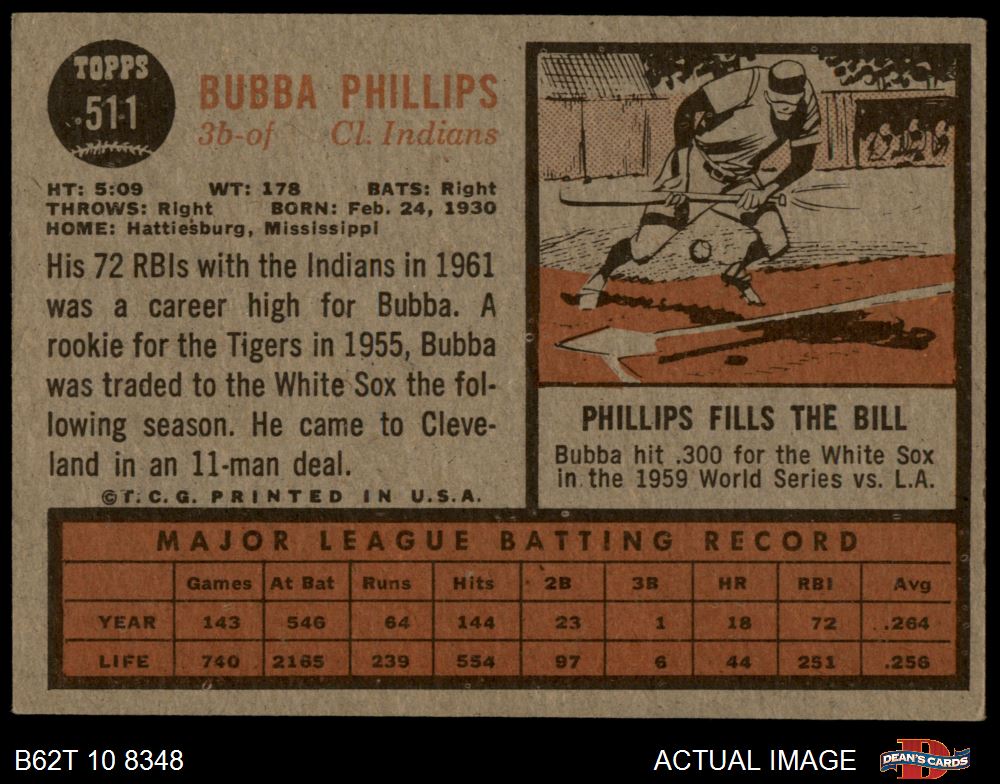 TOPPS
511
BUBBA PHILLIPS
3b-of Cl. Indians
HT: 5:09 WT: 178 BATS: Right
THROWS: Right BORN: Feb. 24, 1930
HOME: Hattiesburg, Mississippi
His 72 RBIs with the Indians in 1961
was a career high for Bubba. A
rookie for the Tigers in 1955, Bubba
was traded to the White Sox the fol-
lowing season. He came to Cleve-
land in an 11-man deal.
©T.C.G. PRINTED IN U.S.A.
PHILLIPS FILLS THE BILL
Bubba hit .300 for the White Sox
in the 1959 World Series vs. L.A.
MAJOR LEAGUE BATTING RECORD
Games At Bat Runs Hits 2B 3B HR RBI Avg
YEAR 143 546 64 144 23 1 18 72 .264
LIFE 740 2165 239 554 97 6 44 251 .256
B62T 10 8348
ACTUAL IMAGE
DEAN'S CARDS